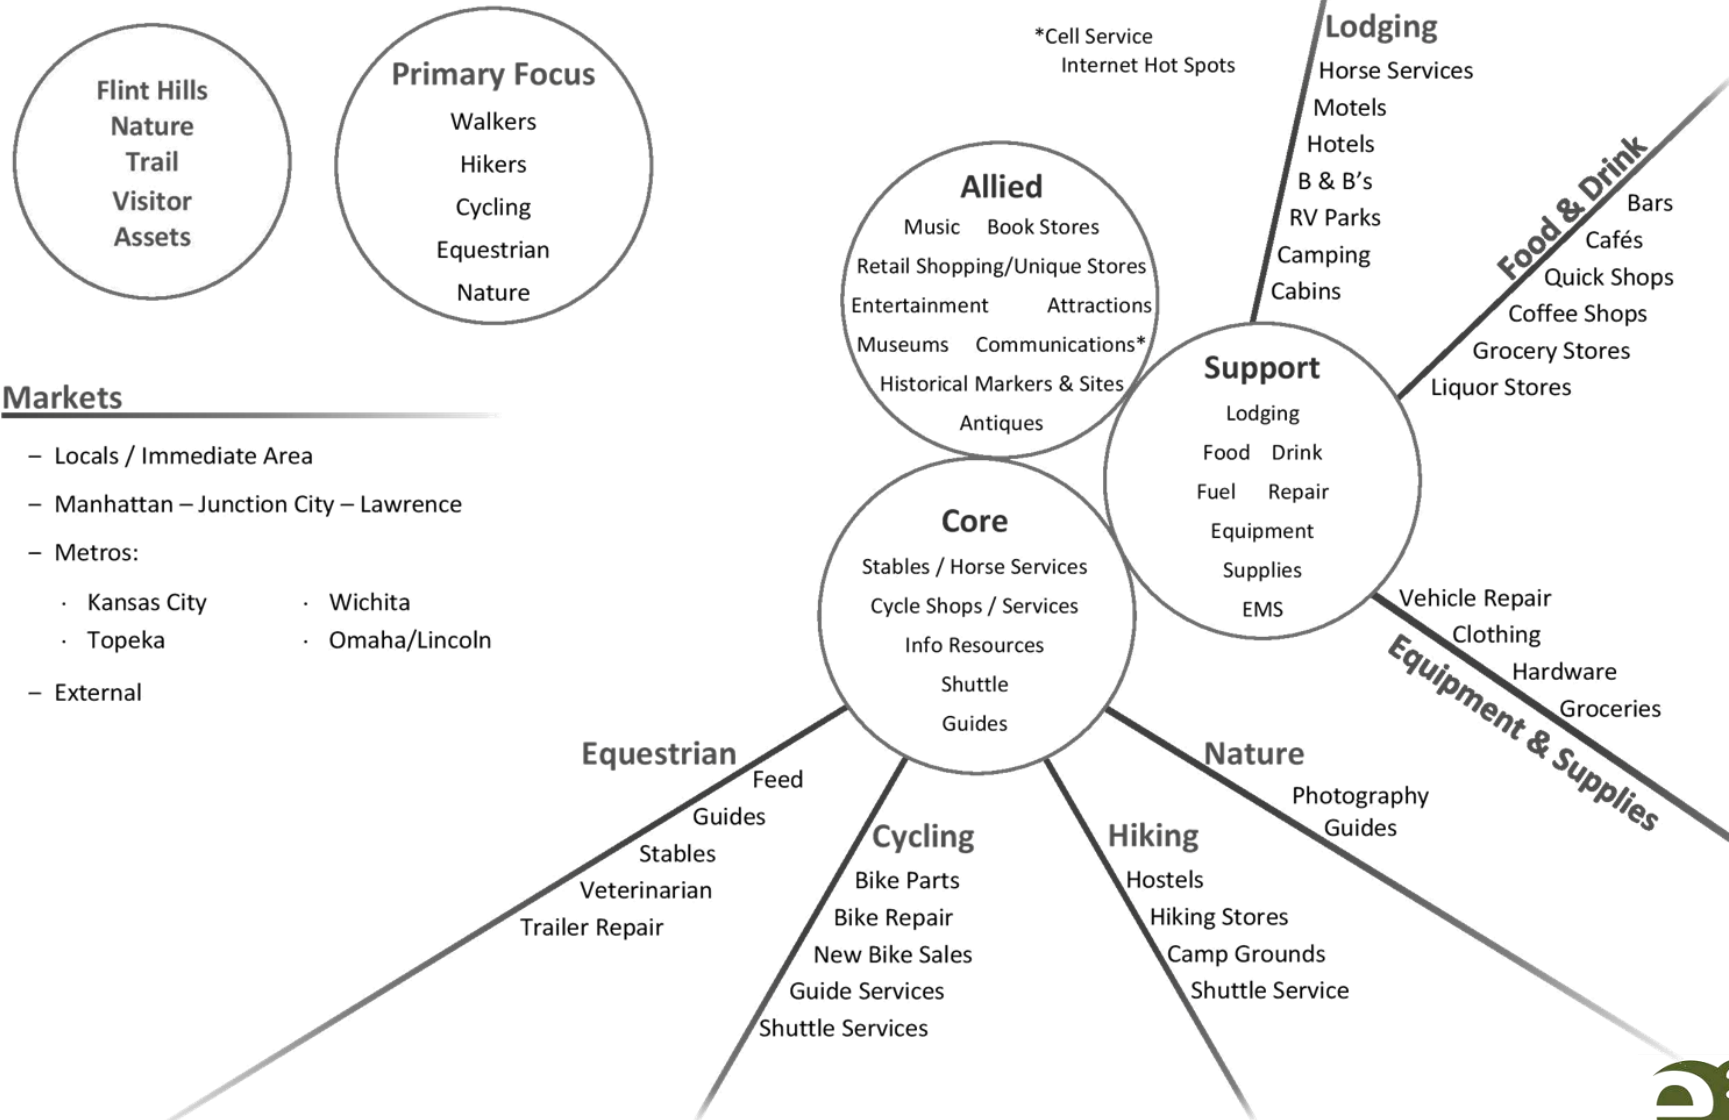 Flint Hills
Nature
Trail
Visitor
Assets
Primary Focus
Walkers
Hikers
Cycling
Equestrian
Nature
Markets
– Locals / Immediate Area
– Manhattan – Junction City – Lawrence
– Metros:
· Kansas City · Wichita
· Topeka · Omaha/Lincoln
– External
*Cell Service
Internet Hot Spots
Allied
Music Book Stores
Retail Shopping/Unique Stores
Entertainment Attractions
Museums Communications*
Historical Markers & Sites
Antiques
Support
Lodging
Food Drink
Fuel Repair
Equipment
Supplies
EMS
Core
Stables / Horse Services
Cycle Shops / Services
Info Resources
Shuttle
Guides
Lodging
Horse Services
Motels
Hotels
B & B’s
RV Parks
Camping
Cabins
Food & Drink
Bars
Cafés
Quick Shops
Coffee Shops
Grocery Stores
Liquor Stores
Equipment & Supplies
Vehicle Repair
Clothing
Hardware
Groceries
Equestrian
Feed
Guides
Stables
Veterinarian
Trailer Repair
Cycling
Bike Parts
Bike Repair
New Bike Sales
Guide Services
Shuttle Services
Hiking
Hostels
Hiking Stores
Camp Grounds
Shuttle Service
Nature
Photography
Guides